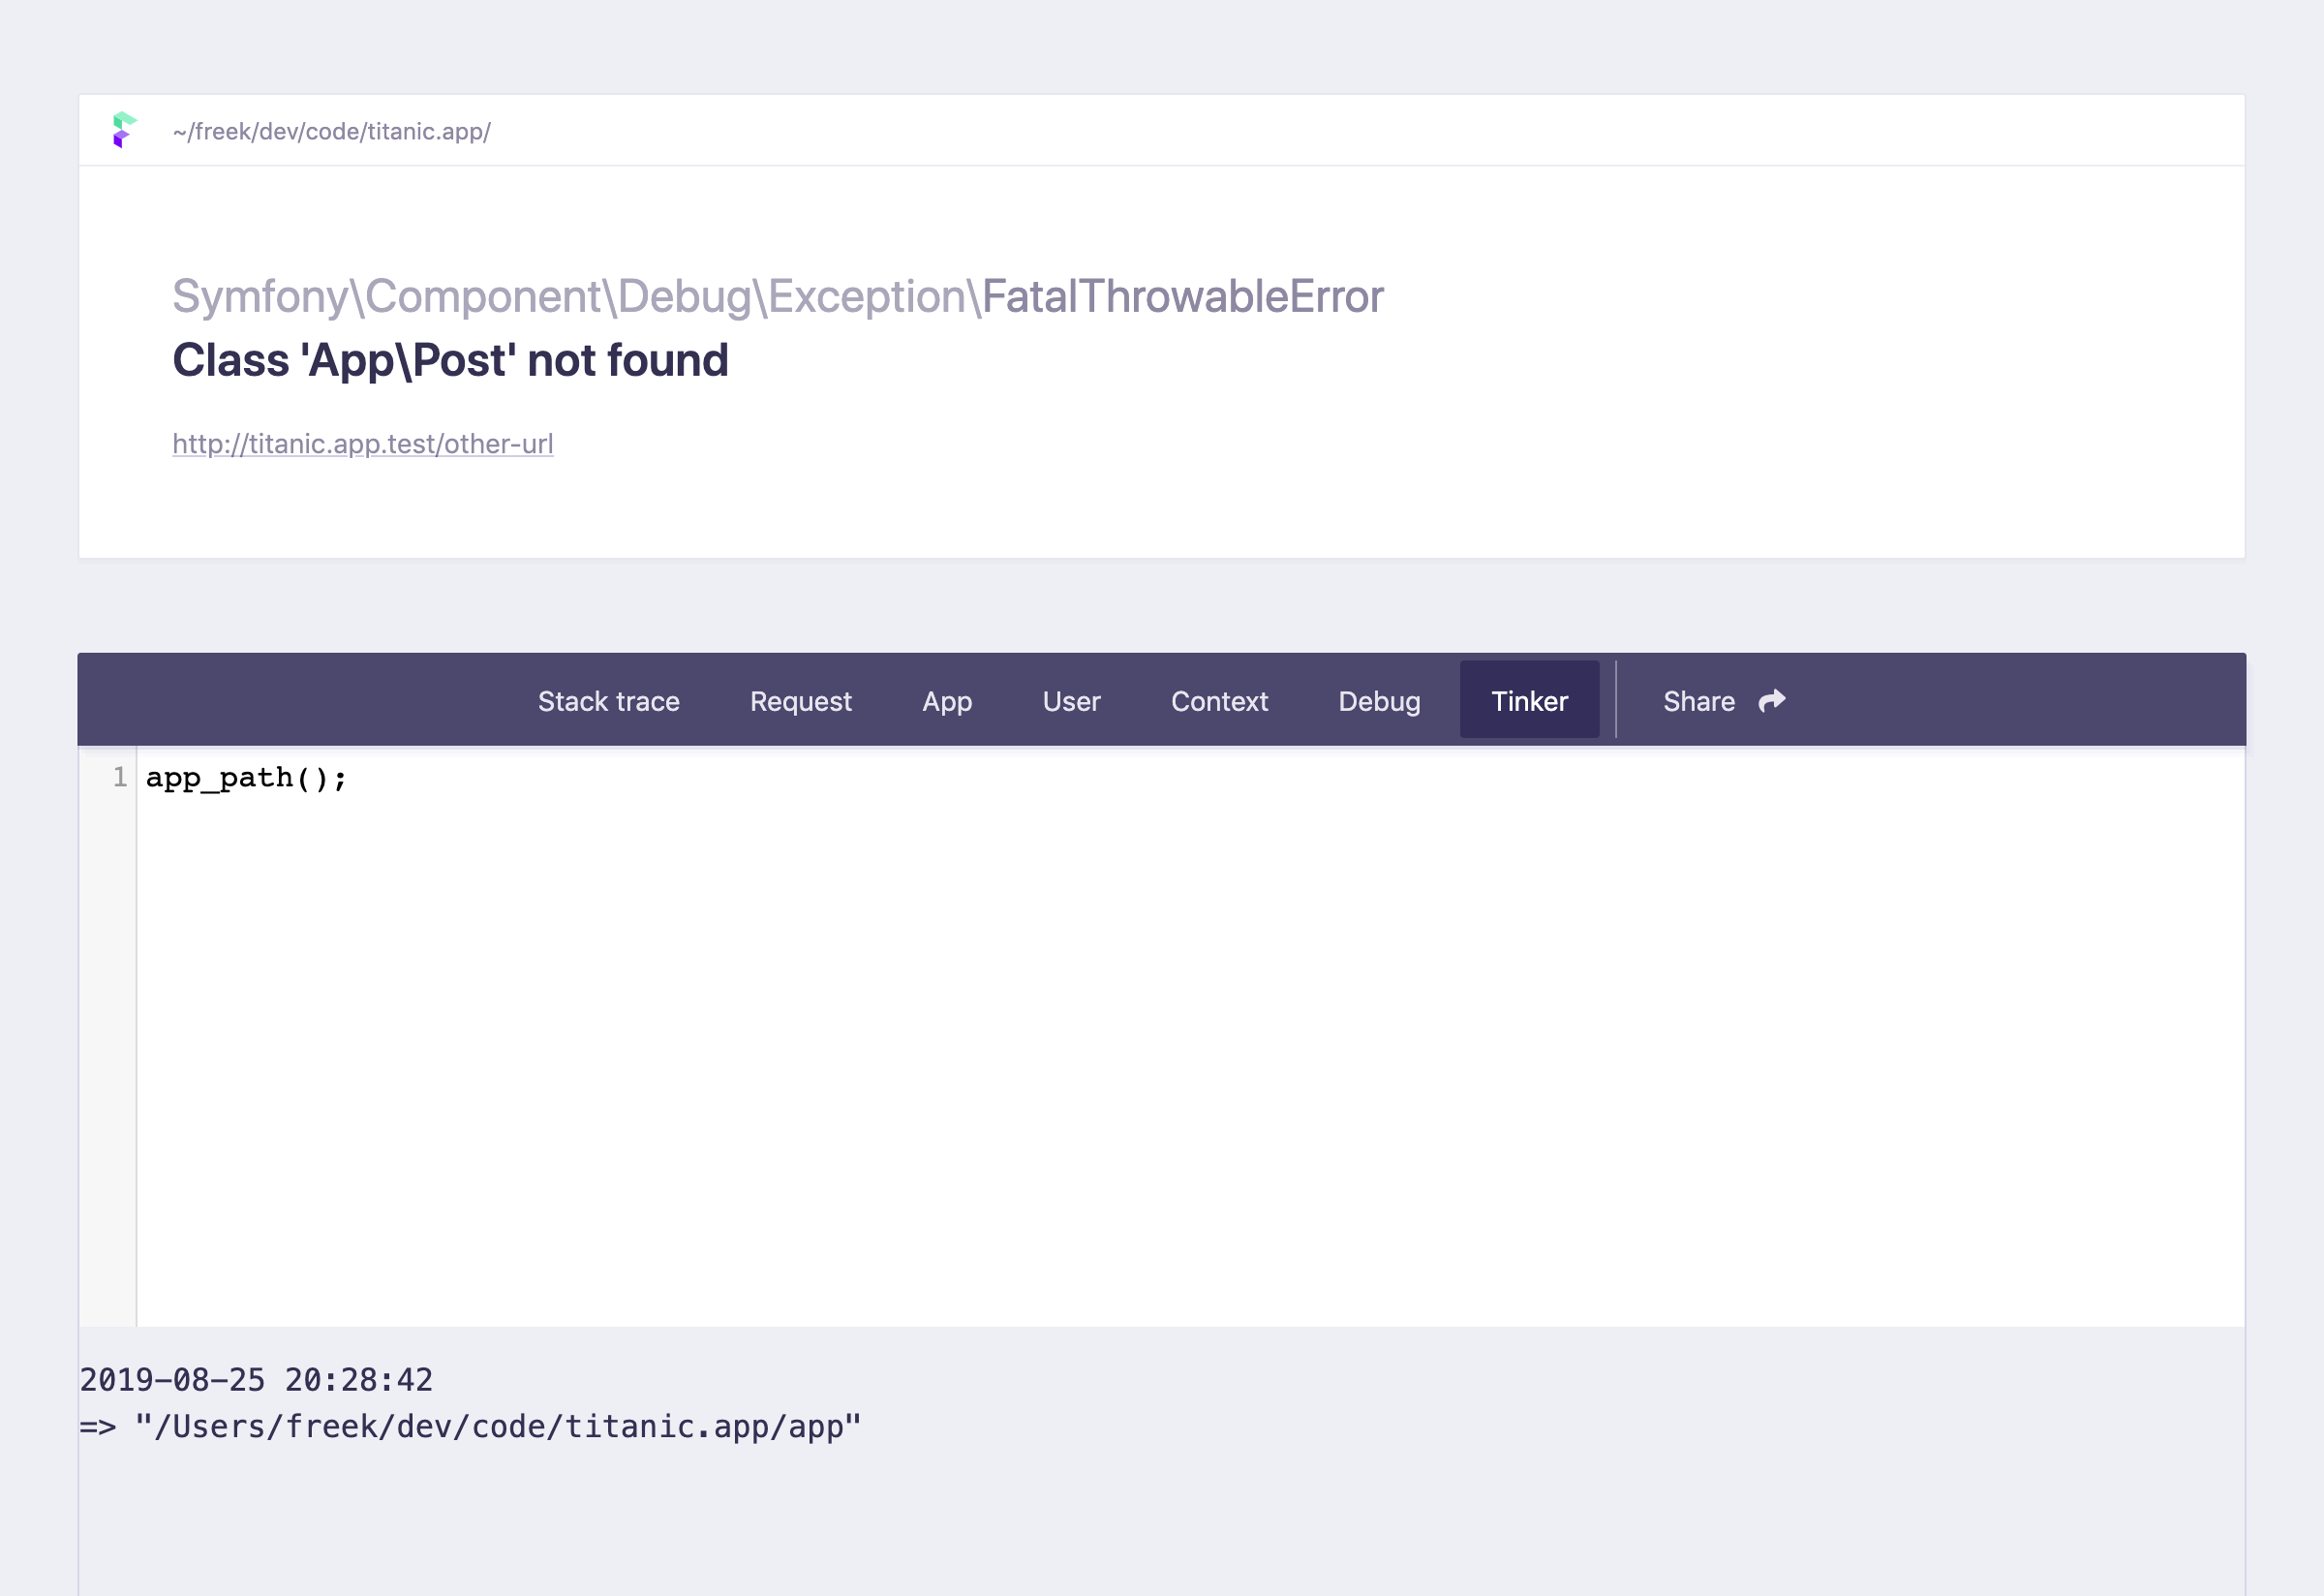 ~/freek/dev/code/titanic.app/
Symfony\Component\Debug\Exception\FatalThrowableError
Class 'App\Post' not found
http://titanic.app.test/other-url
Stack trace Request App User Context Debug Tinker Share
1 app_path();
2019-08-25 20:28:42
=> "/Users/freek/dev/code/titanic.app/app"